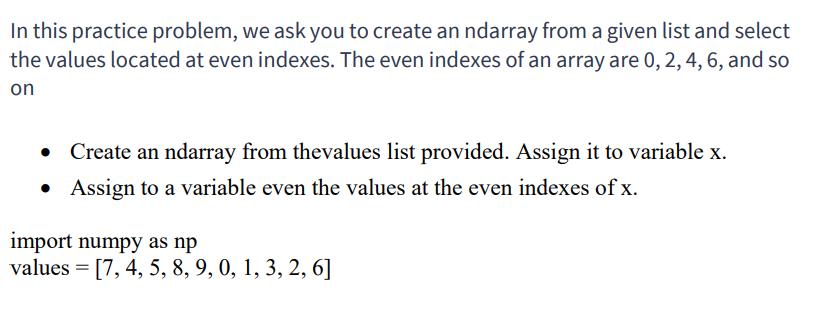 In this practice problem, we ask you to create an ndarray from a given list and select
the values located at even indexes. The even indexes of an array are 0, 2, 4, 6, and so
on
• Create an ndarray from thevalues list provided. Assign it to variable x.
• Assign to a variable even the values at the even indexes of x.
import numpy as np
values = [7, 4, 5, 8, 9, 0, 1, 3, 2, 6]